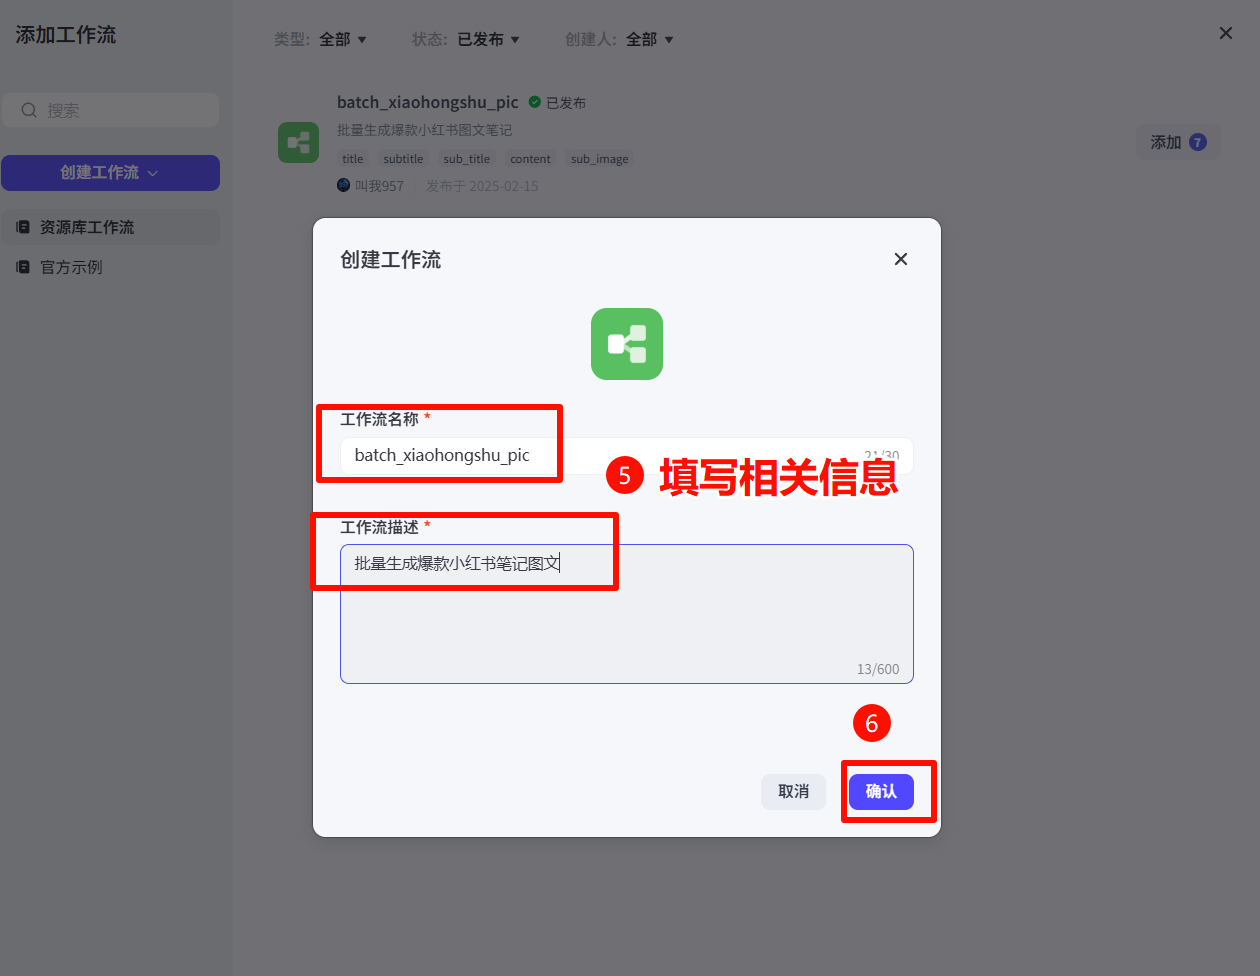 添加工作流
搜索
创建工作流
资源库工作流
官方示例
类型: 全部 状态: 已发布 创建人: 全部
batch_xiaohongshu_pic 已发布
批量生成爆款小红书图文笔记
title subtitle sub_title content sub_image
叫我957 发布于 2025-02-15
添加 7
创建工作流
工作流名称 *
batch_xiaohongshu_pic 21/30
5 填写相关信息
工作流描述 *
批量生成爆款小红书笔记图文
13/600
6
取消 确认